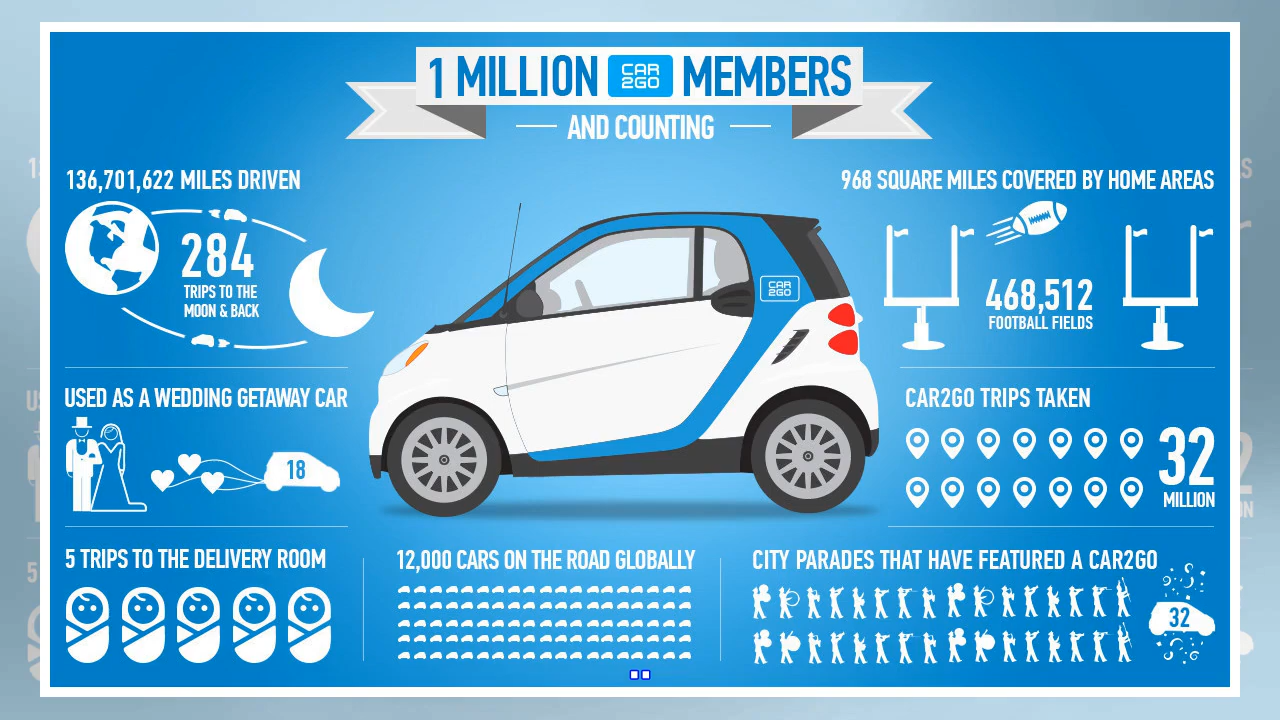 1 MILLION CAR2GO MEMBERS
AND COUNTING
136,701,622 MILES DRIVEN
284
TRIPS TO THE
MOON & BACK
968 SQUARE MILES COVERED BY HOME AREAS
468,512
FOOTBALL FIELDS
CAR
2GO
USED AS A WEDDING GETAWAY CAR
18
CAR2GO TRIPS TAKEN
32
MILLION
5 TRIPS TO THE DELIVERY ROOM
12,000 CARS ON THE ROAD GLOBALLY
CITY PARADES THAT HAVE FEATURED A CAR2GO
32